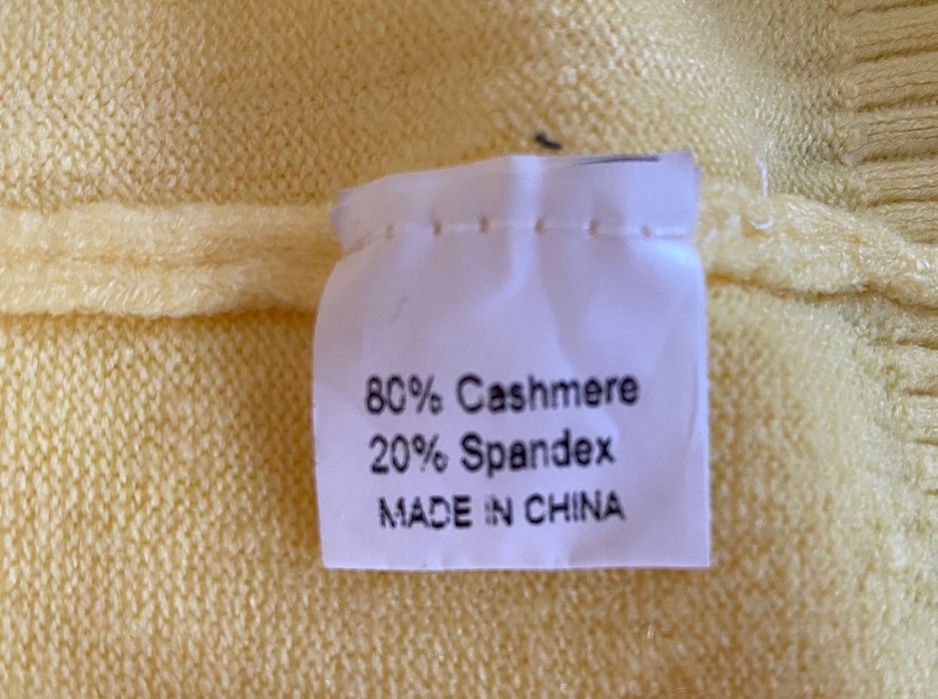 80% Cashmere
20% Spandex
MADE IN CHINA